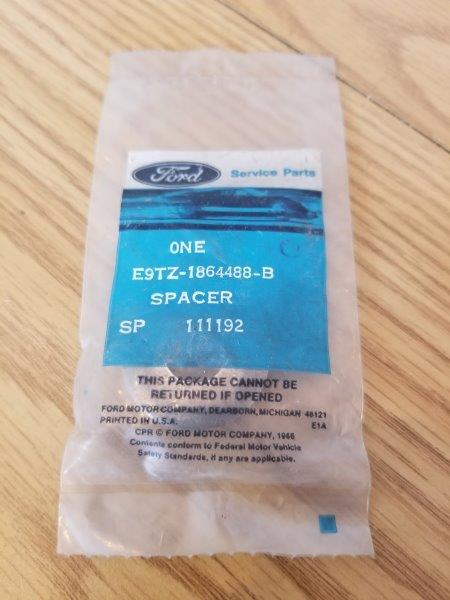 Ford Service Parts
ONE
E9TZ-1864488-B
SPACER
SP 111192
THIS PACKAGE CANNOT BE
RETURNED IF OPENED
FORD MOTOR COMPANY, DEARBORN, MICHIGAN 48121
PRINTED IN U.S.A. E1A
CPR © FORD MOTOR COMPANY, 1966
Contents conform to Federal Motor Vehicle
Safety Standards, if any are applicable.